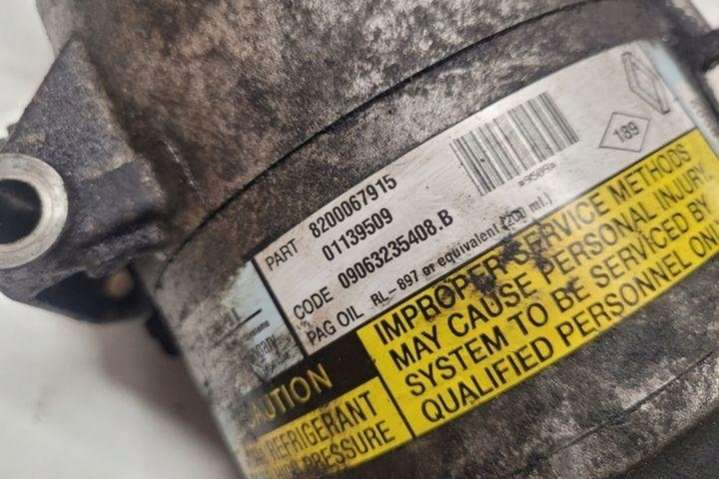 PART 8200067915
01139509
CODE 09063235408.B
PAG OIL RL-897 or equivalent (200 ml.)
189
CAUTION
REFRIGERANT
PRESSURE
IMPROPER SERVICE METHODS
MAY CAUSE PERSONAL INJURY.
SYSTEM TO BE SERVICED BY
QUALIFIED PERSONNEL ONLY